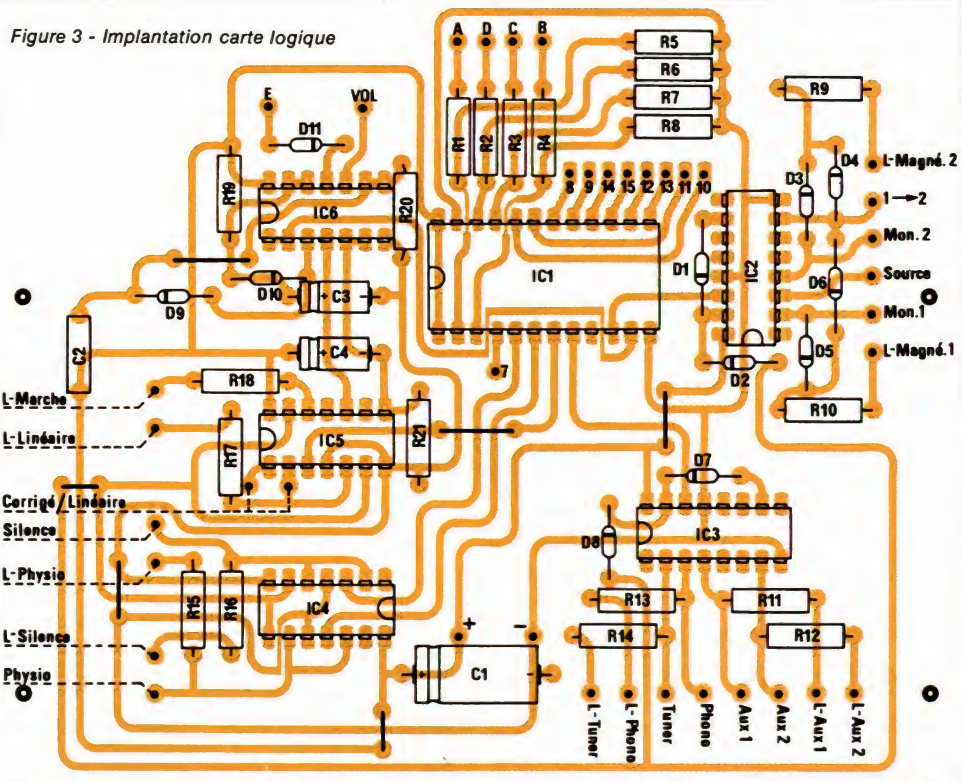 Figure 3 - Implantation carte logique
A D C B
R5
R6
R7
R8
R9
E
VOL
D11
R1
R2
R3
R4
L-Magné. 2
D4
D3
R19
R20
IC6
8 9 14 15 12 13 11 10
1→2
Mon. 2
IC1
D1
IC2
D6
Source
D10
C3
+
D9
Mon.1
C2
C4
+
D5
L-Magné.1
7
D2
R18
L-Marche
R10
L-Linéaire
R17
IC5
R21
D7
Corrigé/Linéaire
Silence
D8
IC3
L-Physio
R15
R16
IC4
R13
R11
R14
R12
L-Silence
+
-
Physio
+
C1
-
L-Tuner
L-Phono
Tuner
Phono
Aux 1
Aux 2
L-Aux 1
L-Aux 2